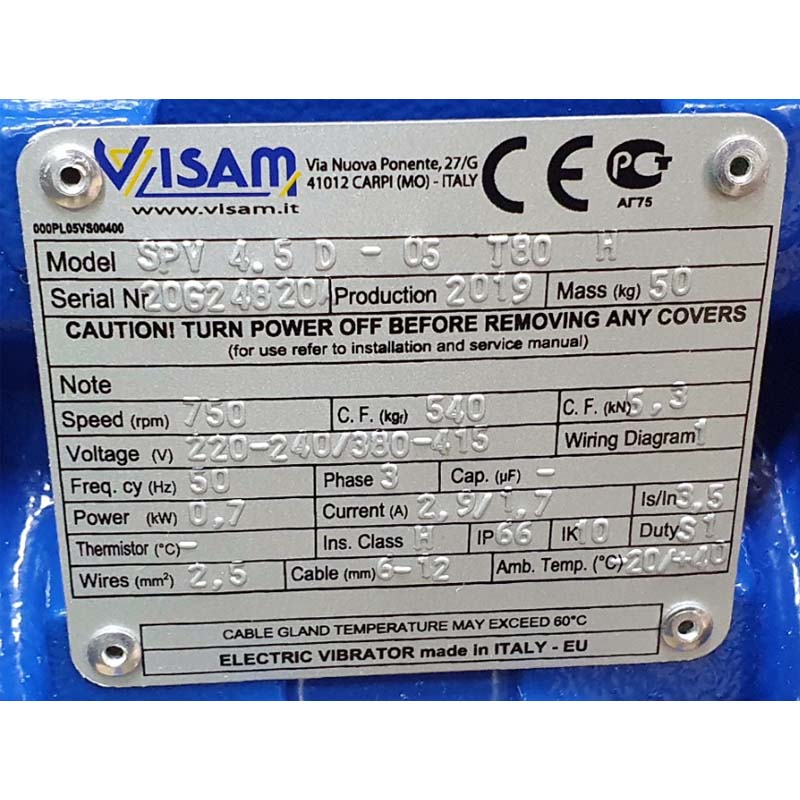 VISAM
Via Nuova Ponente, 27/G
41012 CARPI (MO) - ITALY
CE
РСТ
АГ75
www.visam.it
000PL05VS00400
Model SPV 4.5 D - 05 T80 H
Serial Nr 20G24820 Production 2019 Mass (kg) 50
CAUTION! TURN POWER OFF BEFORE REMOVING ANY COVERS
(for use refer to installation and service manual)
Note
Speed (rpm) 750 C. F. (kgf) 540 C. F. (kN) 5,3
Voltage (V) 220-240/380-415 Wiring Diagram 1
Freq. cy (Hz) 50 Phase 3 Cap. (µF) -
Power (kW) 0,7 Current (A) 2,9/1,7 Is/In 3,5
Thermistor (°C) - Ins. Class H IP 66 IK 10 Duty S1
Wires (mm²) 2,5 Cable (mm) 6-12 Amb. Temp. (°C) 20/+40
CABLE GLAND TEMPERATURE MAY EXCEED 60°C
ELECTRIC VIBRATOR made in ITALY - EU